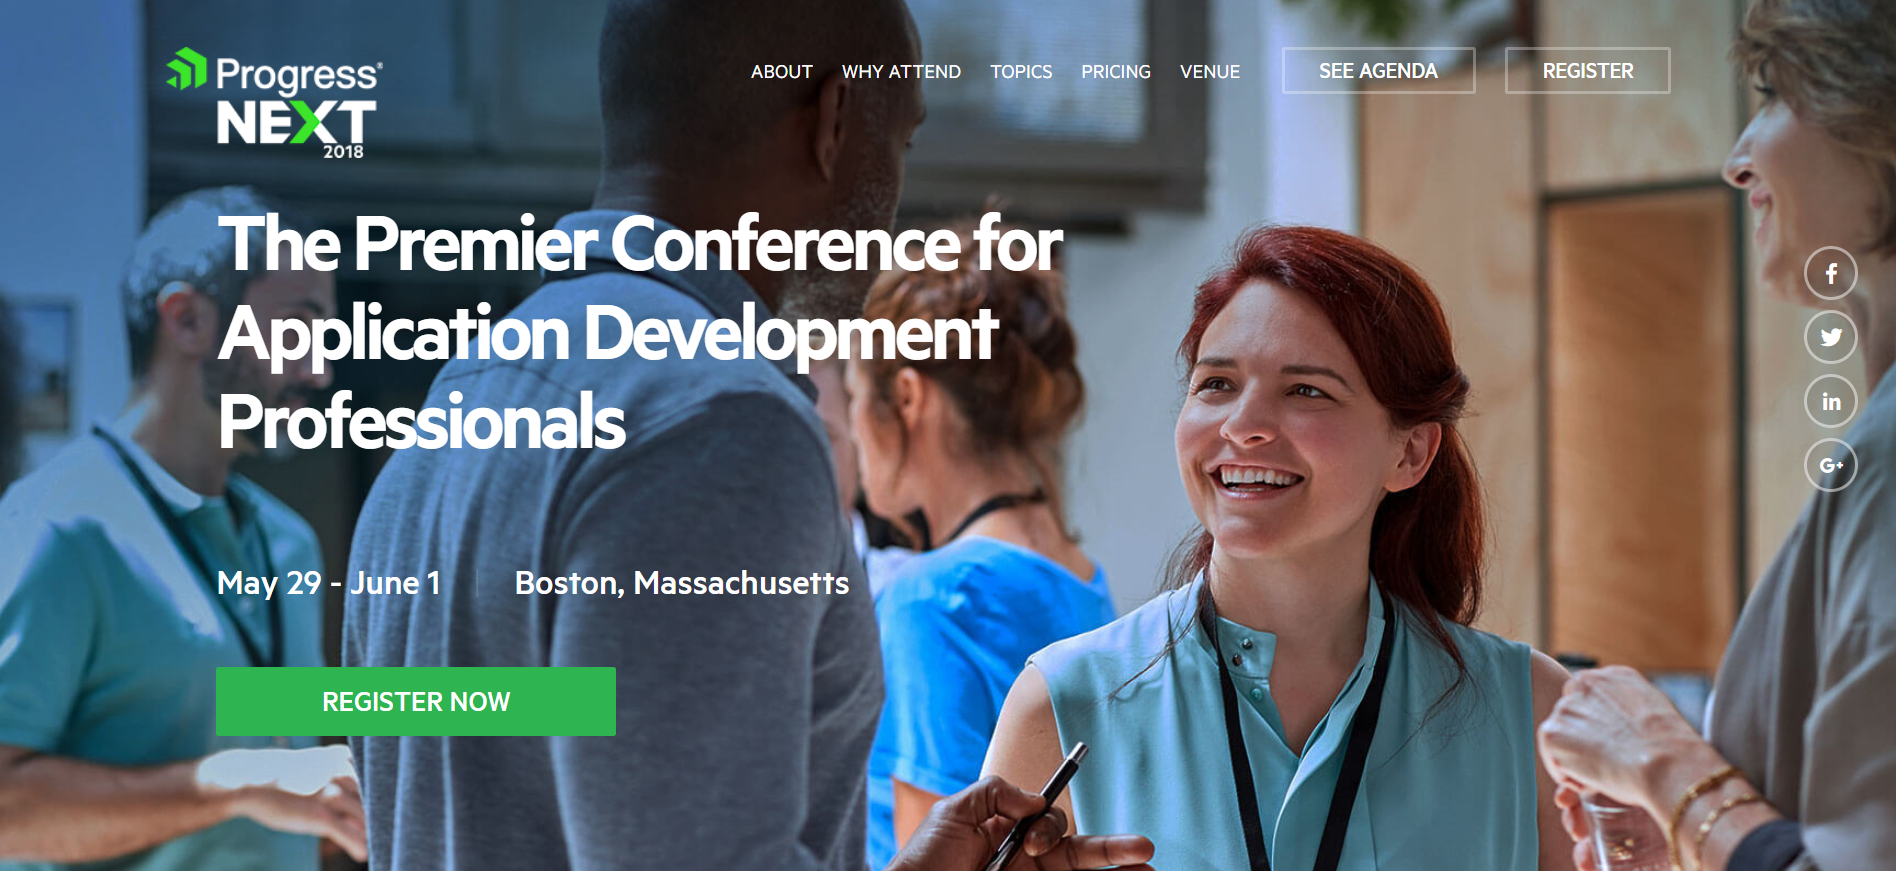 Progress®
NEXT
2018
ABOUT WHY ATTEND TOPICS PRICING VENUE SEE AGENDA REGISTER
The Premier Conference for
Application Development
Professionals
May 29 - June 1 Boston, Massachusetts
REGISTER NOW
f
in
G+